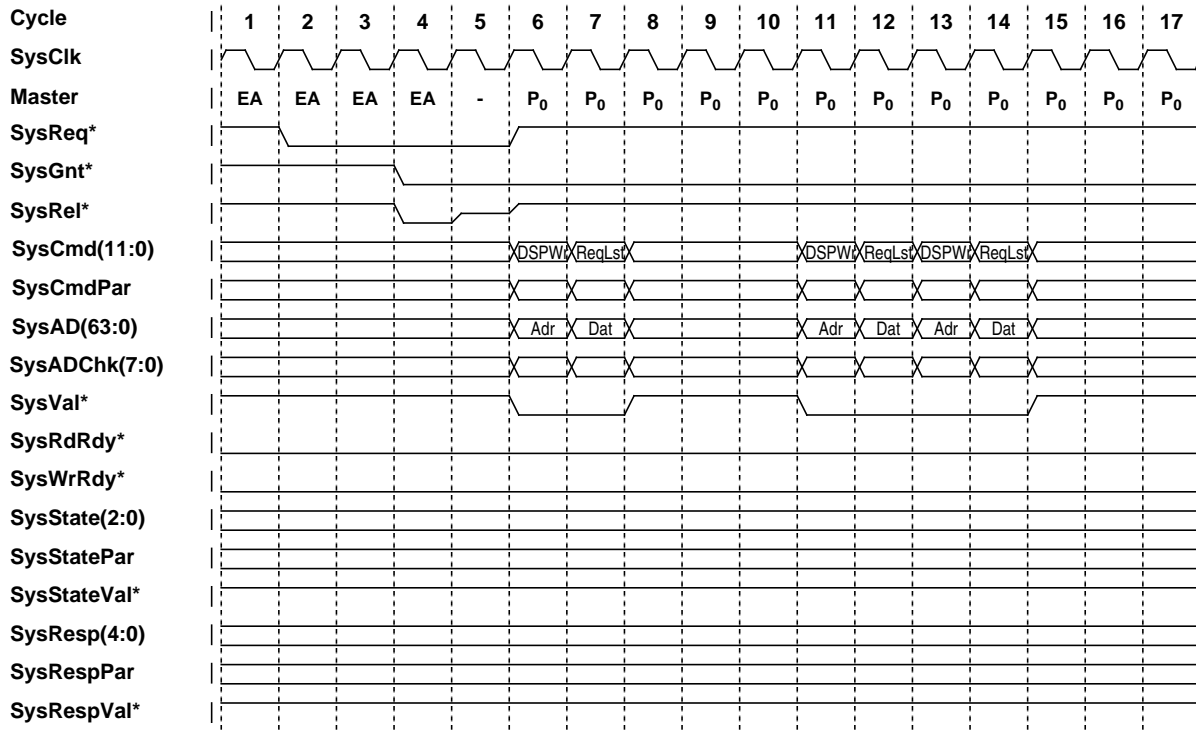 Cycle | 1 2 3 4 5 6 7 8 9 10 11 12 13 14 15 16 17
SysClk |
Master | EA EA EA EA - P0 P0 P0 P0 P0 P0 P0 P0 P0 P0 P0 P0
SysReq* |
SysGnt* |
SysRel* |
SysCmd(11:0) | DSPWr ReqLst DSPWr ReqLst DSPWr ReqLst
SysCmdPar |
SysAD(63:0) | Adr Dat Adr Dat Adr Dat
SysADChk(7:0) |
SysVal* |
SysRdRdy* |
SysWrRdy* |
SysState(2:0) |
SysStatePar |
SysStateVal* |
SysResp(4:0) |
SysRespPar |
SysRespVal* |